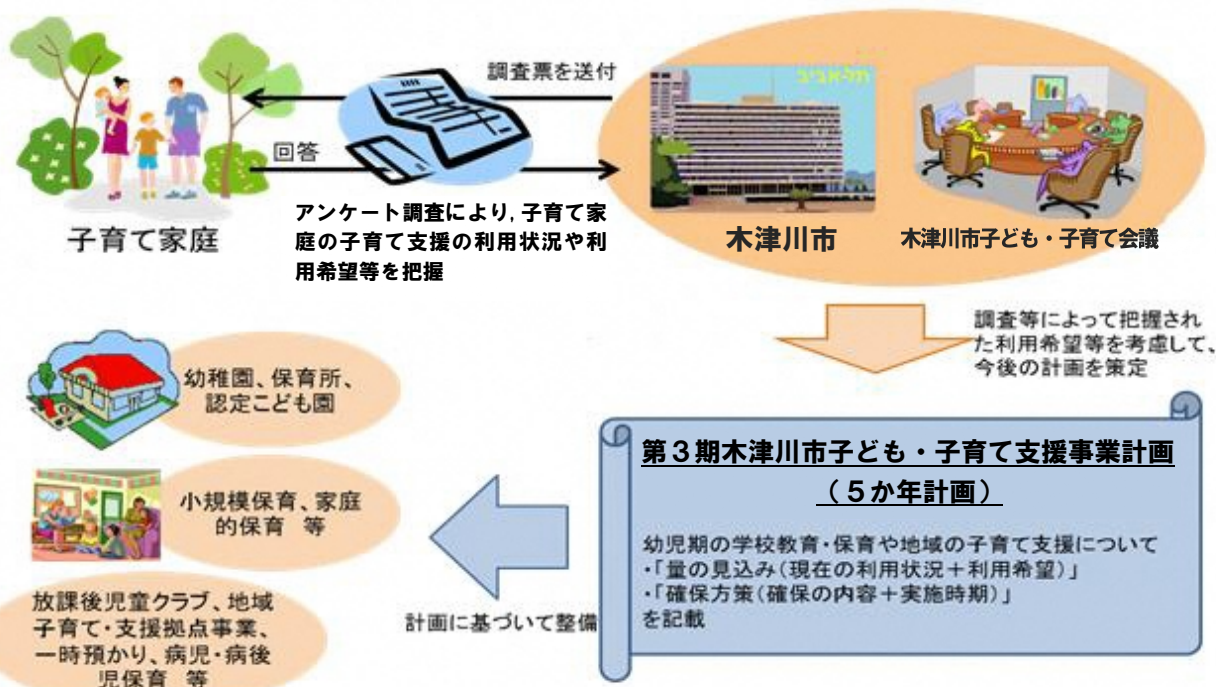 調査票を送付
回答
アンケート調査により, 子育て家
庭の子育て支援の利用状況や利
用希望等を把握
子育て家庭
תל-אביב
木津川市
木津川市子ども・子育て会議
調査等によって把握され
た利用希望等を考慮して、
今後の計画を策定
幼稚園、保育所、
認定こども園
小規模保育、家庭
的保育 等
放課後児童クラブ、地域
子育て・支援拠点事業、
一時預かり、病児・病後
児保育 等
計画に基づいて整備
第3期木津川市子ども・子育て支援事業計画
(5か年計画)
幼児期の学校教育・保育や地域の子育て支援について
・「量の見込み(現在の利用状況+利用希望)」
・「確保方策(確保の内容+実施時期)」
を記載